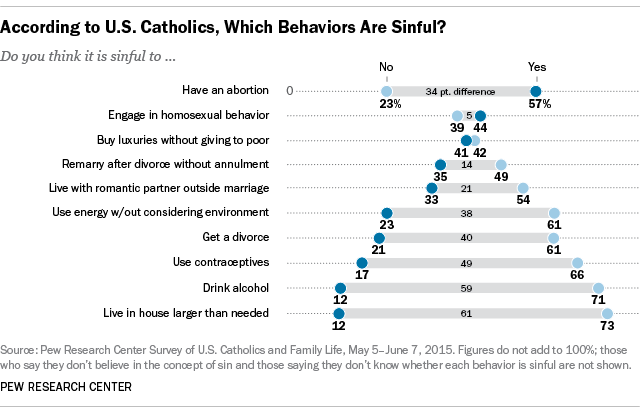 According to U.S. Catholics, Which Behaviors Are Sinful?
Do you think it is sinful to ...
No Yes
Have an abortion 0 34 pt. difference
23% 57%
Engage in homosexual behavior 5
39 44
Buy luxuries without giving to poor
41 42
Remarry after divorce without annulment 14
35 49
Live with romantic partner outside marriage 21
33 54
Use energy w/out considering environment 38
23 61
Get a divorce 40
21 61
Use contraceptives 49
17 66
Drink alcohol 59
12 71
Live in house larger than needed 61
12 73
Source: Pew Research Center Survey of U.S. Catholics and Family Life, May 5–June 7, 2015. Figures do not add to 100%; those
who say they don't believe in the concept of sin and those saying they don't know whether each behavior is sinful are not shown.
PEW RESEARCH CENTER